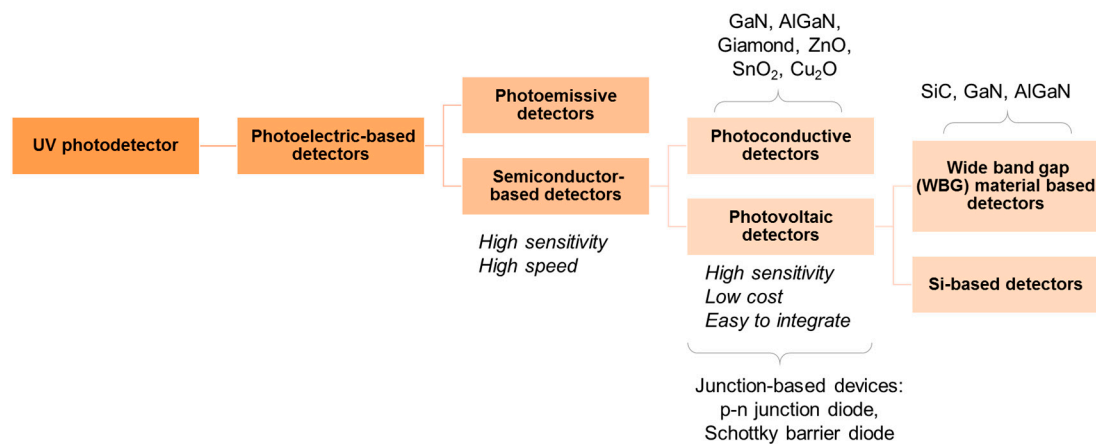 GaN, AlGaN,
Giamond, ZnO,
SnO₂, Cu₂O
SiC, GaN, AlGaN
UV photodetector
Photoelectric-based
detectors
Photoemissive
detectors
Semiconductor-
based detectors
High sensitivity
High speed
Photoconductive
detectors
Photovoltaic
detectors
High sensitivity
Low cost
Easy to integrate
Junction-based devices:
p-n junction diode,
Schottky barrier diode
Wide band gap
(WBG) material based
detectors
Si-based detectors